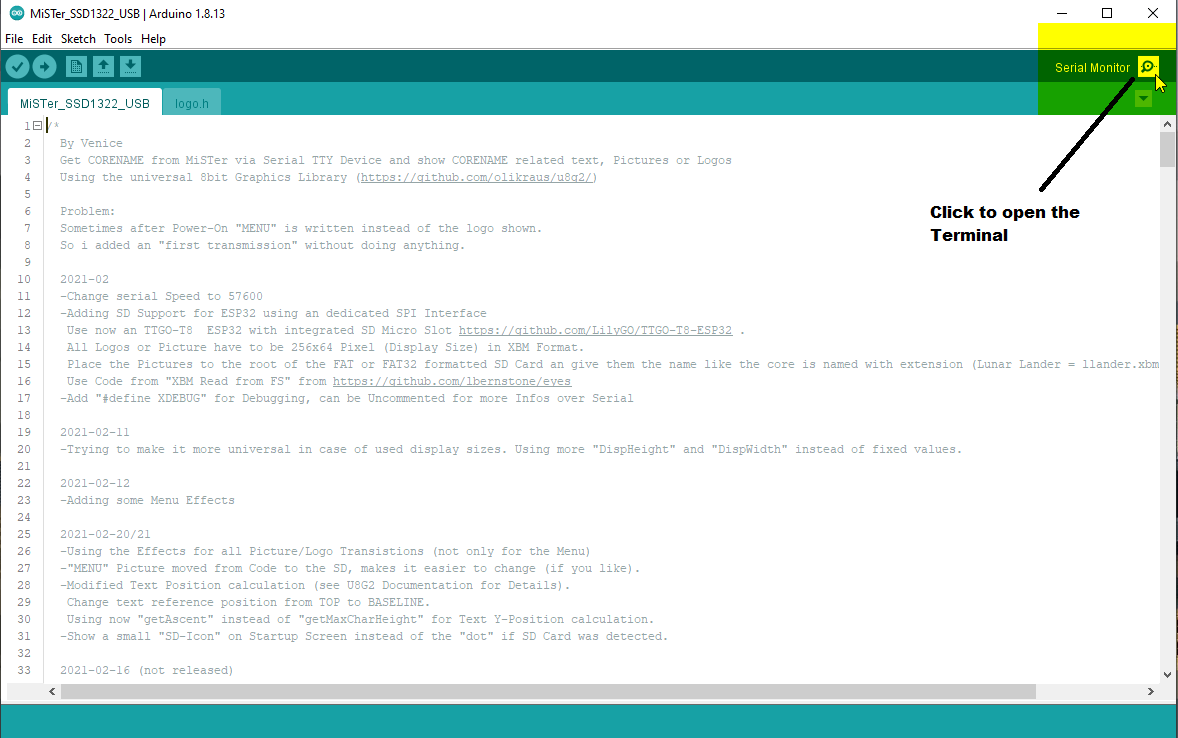 MiSTer_SSD1322_USB | Arduino 1.8.13
File Edit Sketch Tools Help
Serial Monitor
MiSTer_SSD1322_USB logo.h
1 /*
2 By Venice
3 Get CORENAME from MiSTer via Serial TTY Device and show CORENAME related text, Pictures or Logos
4 Using the universal 8bit Graphics Library (https://github.com/olikraus/u8g2/)
5
6 Problem:
7 Sometimes after Power-On "MENU" is written instead of the logo shown.
8 So i added an "first transmission" without doing anything.
9
10 2021-02
11 -Change serial Speed to 57600
12 -Adding SD Support for ESP32 using an dedicated SPI Interface
13 Use now an TTGO-T8  ESP32 with integrated SD Micro Slot https://github.com/LilyGO/TTGO-T8-ESP32 .
14 All Logos or Picture have to be 256x64 Pixel (Display Size) in XBM Format.
15 Place the Pictures to the root of the FAT or FAT32 formatted SD Card an give them the name like the core is named with extension (Lunar Lander = llander.xbm
16 Use Code from "XBM Read from FS" from https://github.com/lbernstone/eyes
17 -Add "#define XDEBUG" for Debugging, can be Uncommented for more Infos over Serial
18
19 2021-02-11
20 -Trying to make it more universal in case of used display sizes. Using more "DispHeight" and "DispWidth" instead of fixed values.
21
22 2021-02-12
23 -Adding some Menu Effects
24
25 2021-02-20/21
26 -Using the Effects for all Picture/Logo Transistions (not only for the Menu)
27 -"MENU" Picture moved from Code to the SD, makes it easier to change (if you like).
28 -Modified Text Position calculation (see U8G2 Documentation for Details).
29 Change text reference position from TOP to BASELINE.
30 Using now "getAscent" instead of "getMaxCharHeight" for Text Y-Position calculation.
31 -Show a small "SD-Icon" on Startup Screen instead of the "dot" if SD Card was detected.
32
33 2021-02-16 (not released)
Click to open the
Terminal